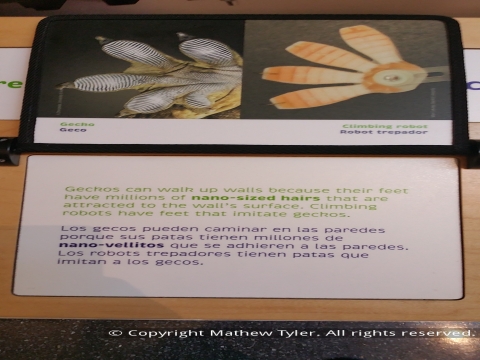 Gecko
Geco
Climbing robot
Robot trepador
Geckos can walk up walls because their feet
have millions of nano-sized hairs that are
attracted to the wall's surface. Climbing
robots have feet that imitate geckos.
Los gecos pueden caminar en las paredes
porque sus patas tienen millones de
nano-vellitos que se adhieren a las paredes.
Los robots trepadores tienen patas que
imitan a los gecos.
© Copyright Mathew Tyler. All rights reserved.